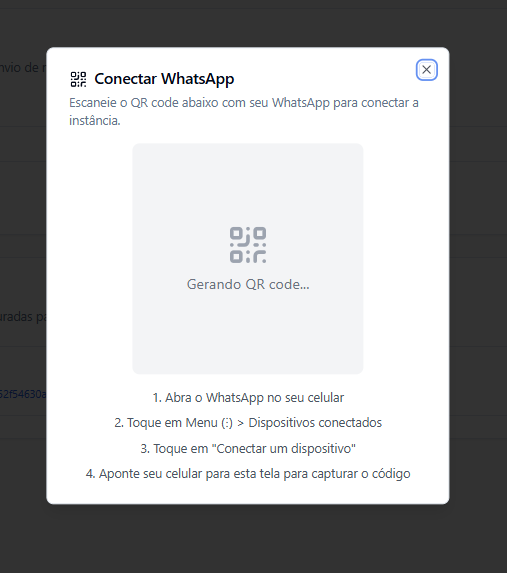 Conectar WhatsApp
Escaneie o QR code abaixo com seu WhatsApp para conectar a
instância.
Gerando QR code...
1. Abra o WhatsApp no seu celular
2. Toque em Menu (⋮) > Dispositivos conectados
3. Toque em "Conectar um dispositivo"
4. Aponte seu celular para esta tela para capturar o código